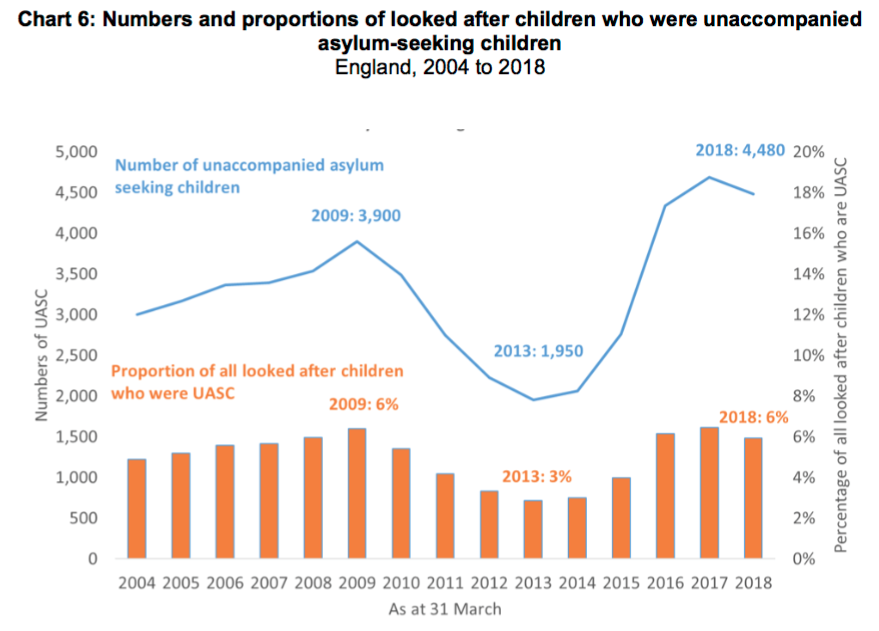 Chart 6: Numbers and proportions of looked after children who were unaccompanied
asylum-seeking children
England, 2004 to 2018
5,000
4,500
4,000
3,500
3,000
2,500
2,000
1,500
1,000
500
0
Numbers of UASC
Number of unaccompanied asylum
seeking children
2009: 3,900
2013: 1,950
2018: 4,480
Proportion of all looked after children
who were UASC
2009: 6%
2013: 3%
2018: 6%
20%
18%
16%
14%
12%
10%
8%
6%
4%
2%
0%
Percentage of all looked after children who are UASC
2004 2005 2006 2007 2008 2009 2010 2011 2012 2013 2014 2015 2016 2017 2018
As at 31 March